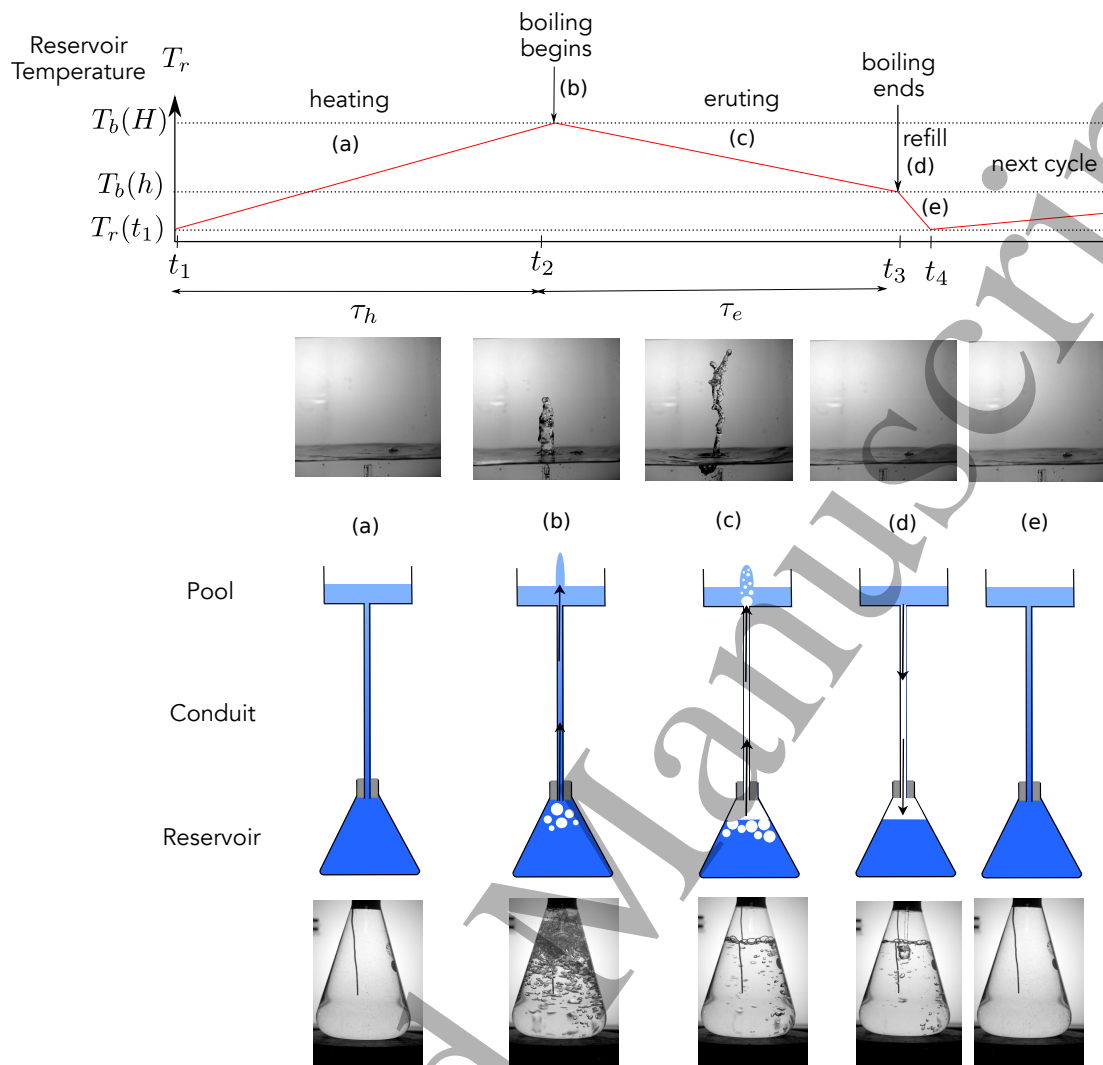 Reservoir
Temperature
T_r
boiling
begins
(b)
boiling
ends
heating
eruting
T_b(H)
(a)
(c)
refill
(d)
next cycle
T_b(h)
(e)
T_r(t_1)
t_1
t_2
t_3
t_4
τ_h
τ_e
(a)
(b)
(c)
(d)
(e)
Pool
Conduit
Reservoir
d Manuscrip